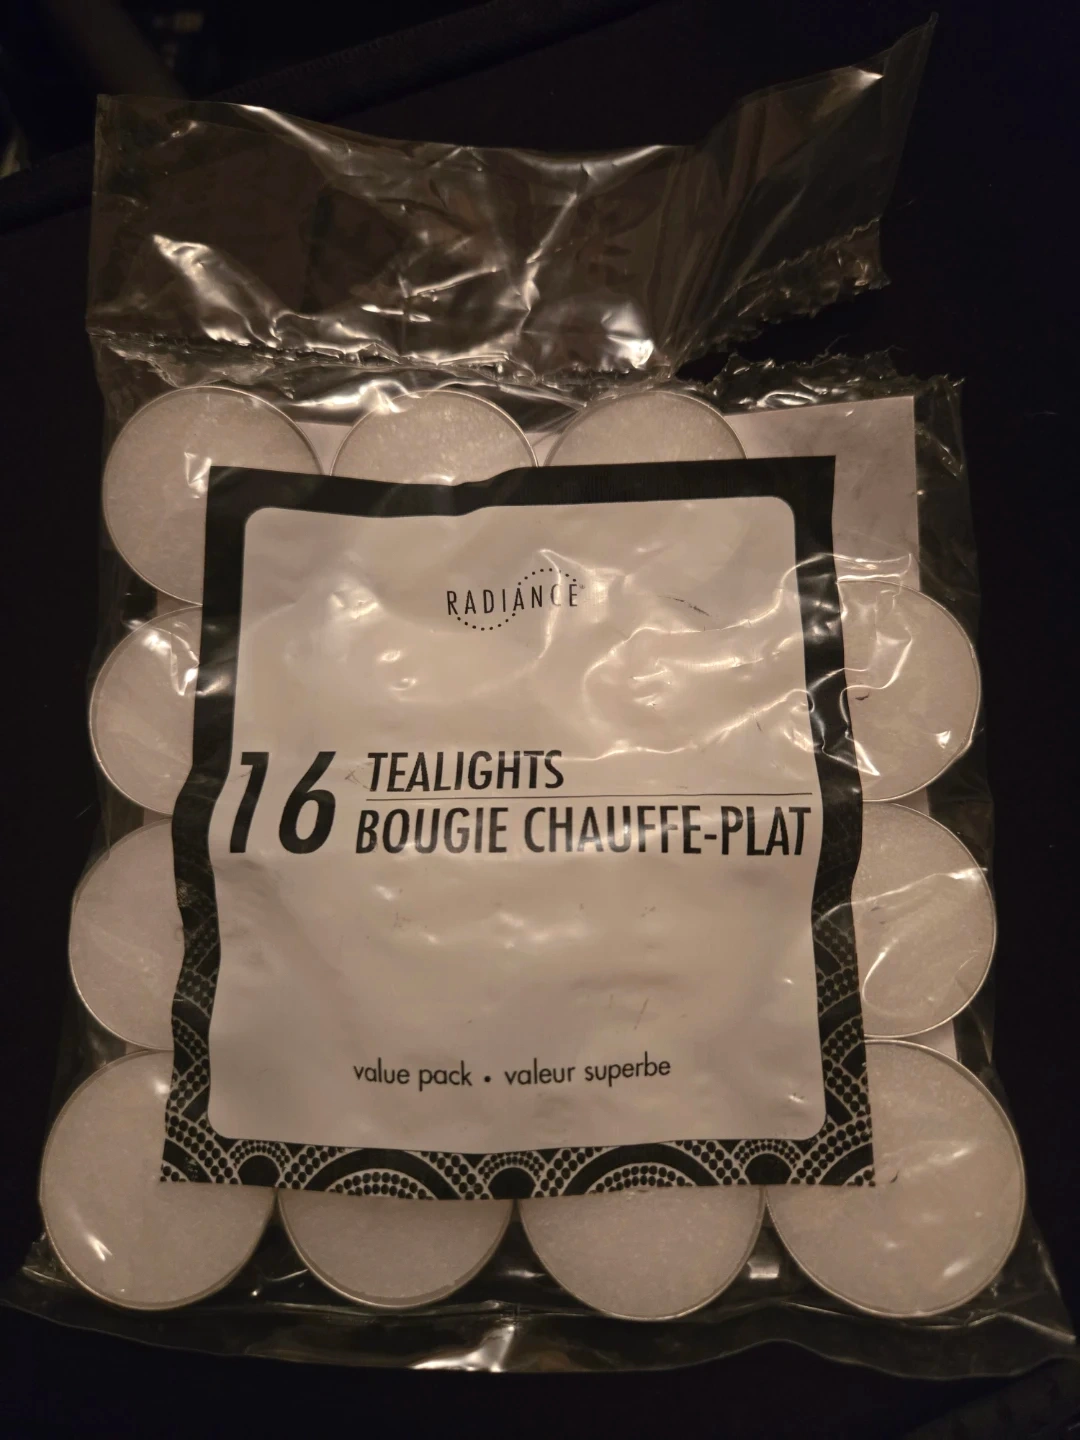 RADIANCE®
16 TEALIGHTS
BOUGIE CHAUFFE-PLAT
value pack • valeur superbe